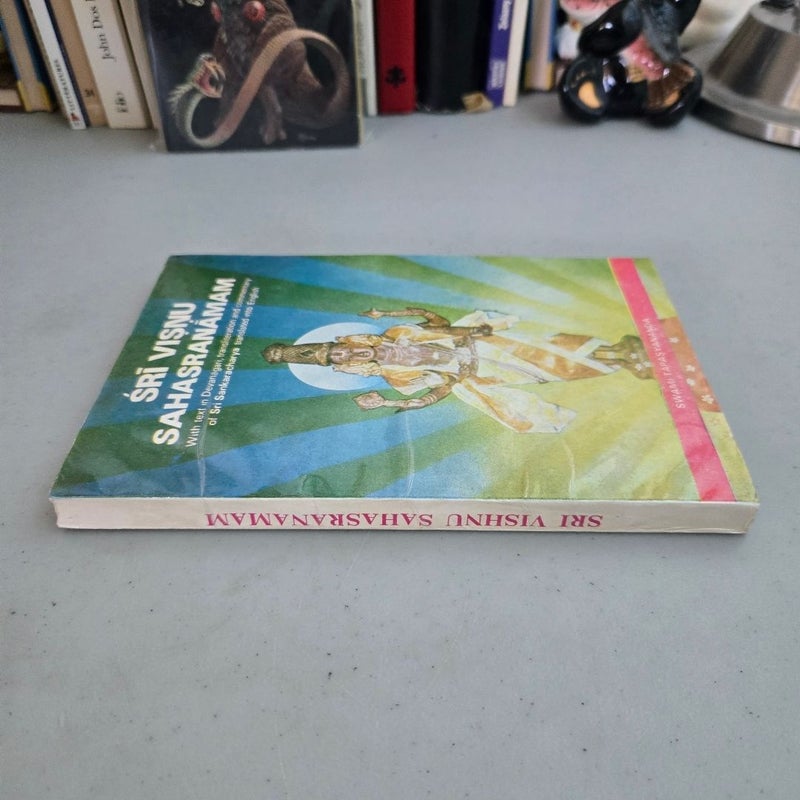 ŚRĪ VIṢṆU
SAHASRANĀMAM
With text in Devanagari, transliteration and commentary
of Sri Sankaracharya translated into English
SWAMI TAPASYANANDA
SRI VISHNU SAHASRANAMAM
John Dos